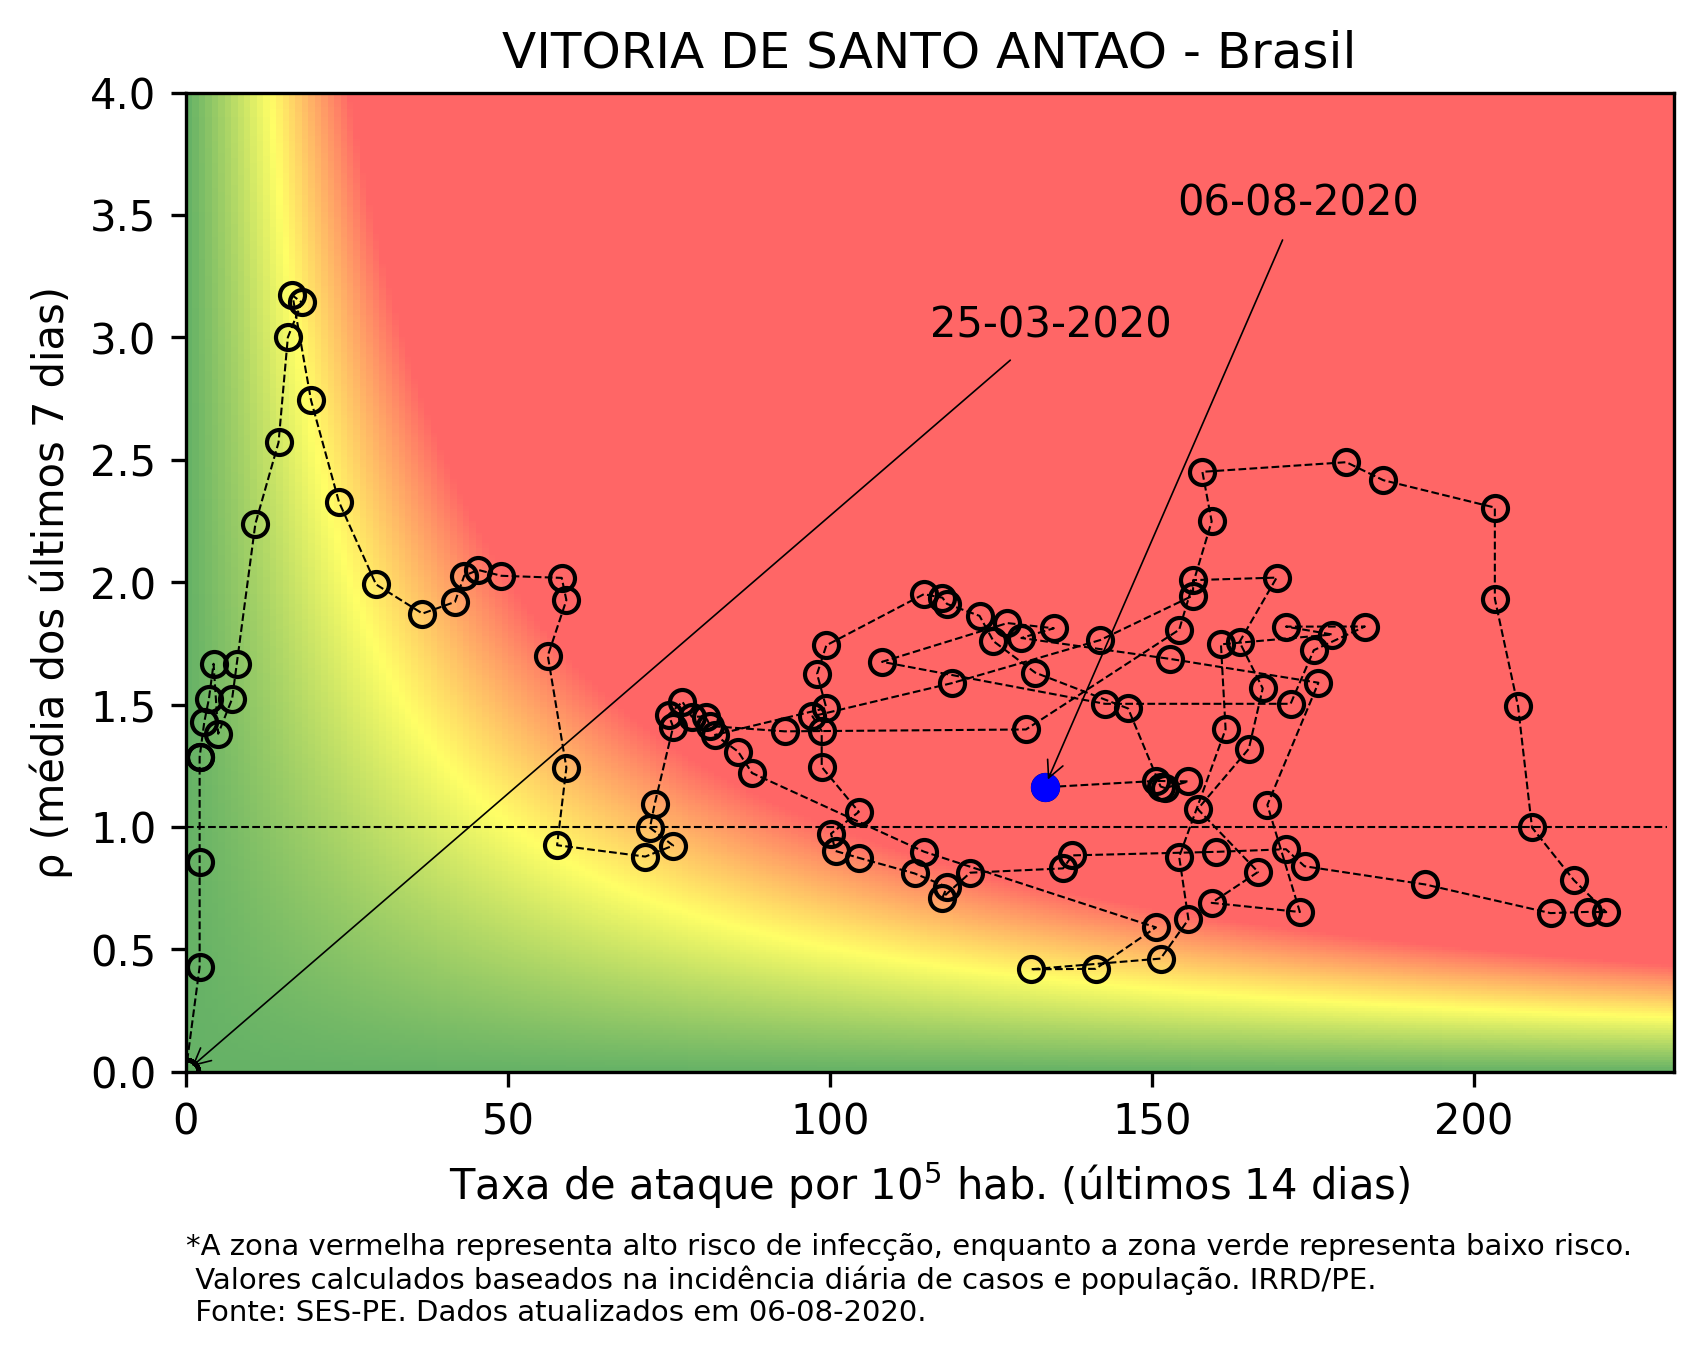 VITORIA DE SANTO ANTAO - Brasil
4.0
3.5
3.0
2.5
2.0
1.5
1.0
0.5
0.0
ρ (média dos últimos 7 dias)
06-08-2020
25-03-2020
0
50
100
150
200
Taxa de ataque por 10⁵ hab. (últimos 14 dias)
*A zona vermelha representa alto risco de infecção, enquanto a zona verde representa baixo risco.
Valores calculados baseados na incidência diária de casos e população. IRRD/PE.
Fonte: SES-PE. Dados atualizados em 06-08-2020.